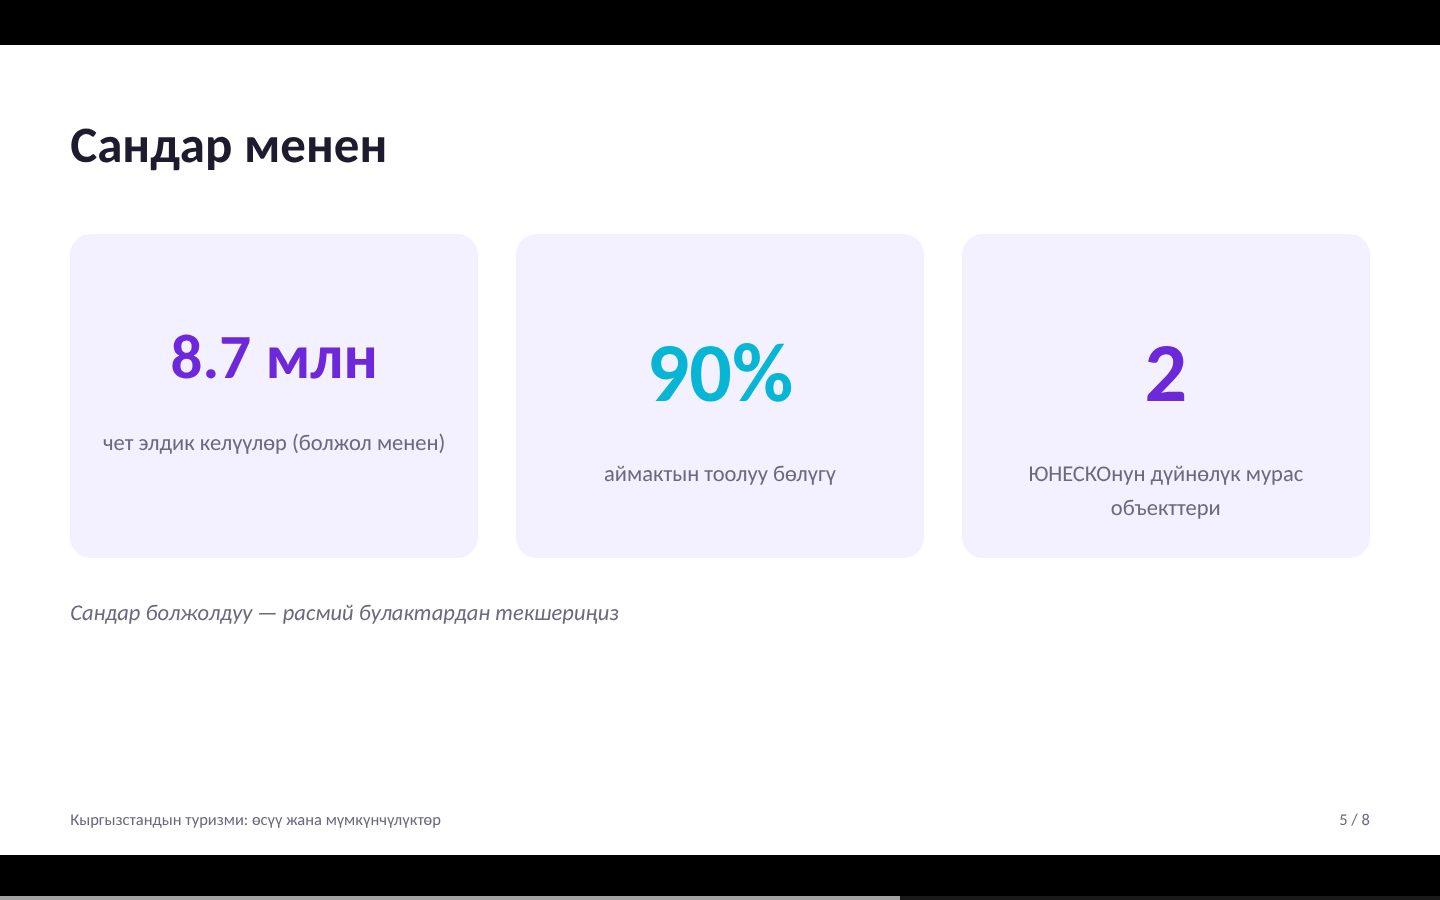 Сандар менен
8.7 млн
чет элдик келүүлөр (болжол менен)
90%
аймактын тоолуу бөлүгү
2
ЮНЕСКОнун дүйнөлүк мурас
объекттери
Сандар болжолдуу — расмий булактардан текшериңиз
Кыргызстандын туризми: өсүү жана мүмкүнчүлүктөр
5 / 8